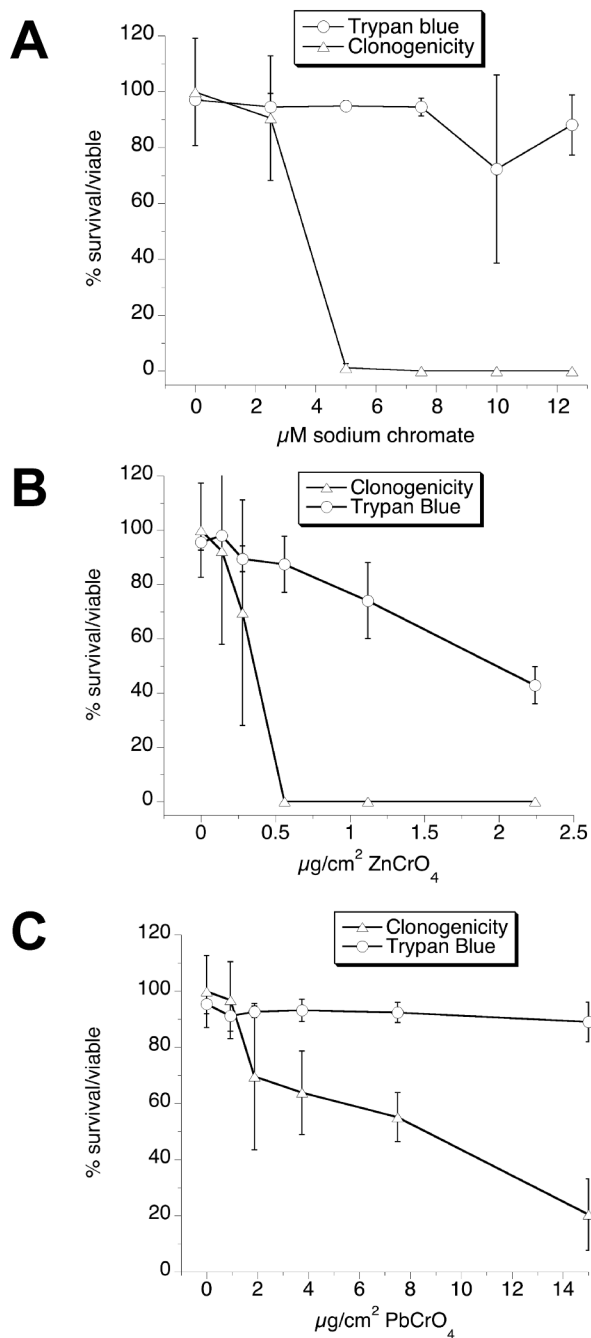 A
Trypan blue
Clonogenicity
120
100
80
60
40
20
0
% survival/viable
0 2 4 6 8 10 12
µM sodium chromate
B
Clonogenicity
Trypan Blue
120
100
80
60
40
20
0
% survival/viable
0 0.5 1 1.5 2 2.5
µg/cm² ZnCrO₄
C
Clonogenicity
Trypan Blue
120
100
80
60
40
20
0
% survival/viable
0 2 4 6 8 10 12 14
µg/cm² PbCrO₄